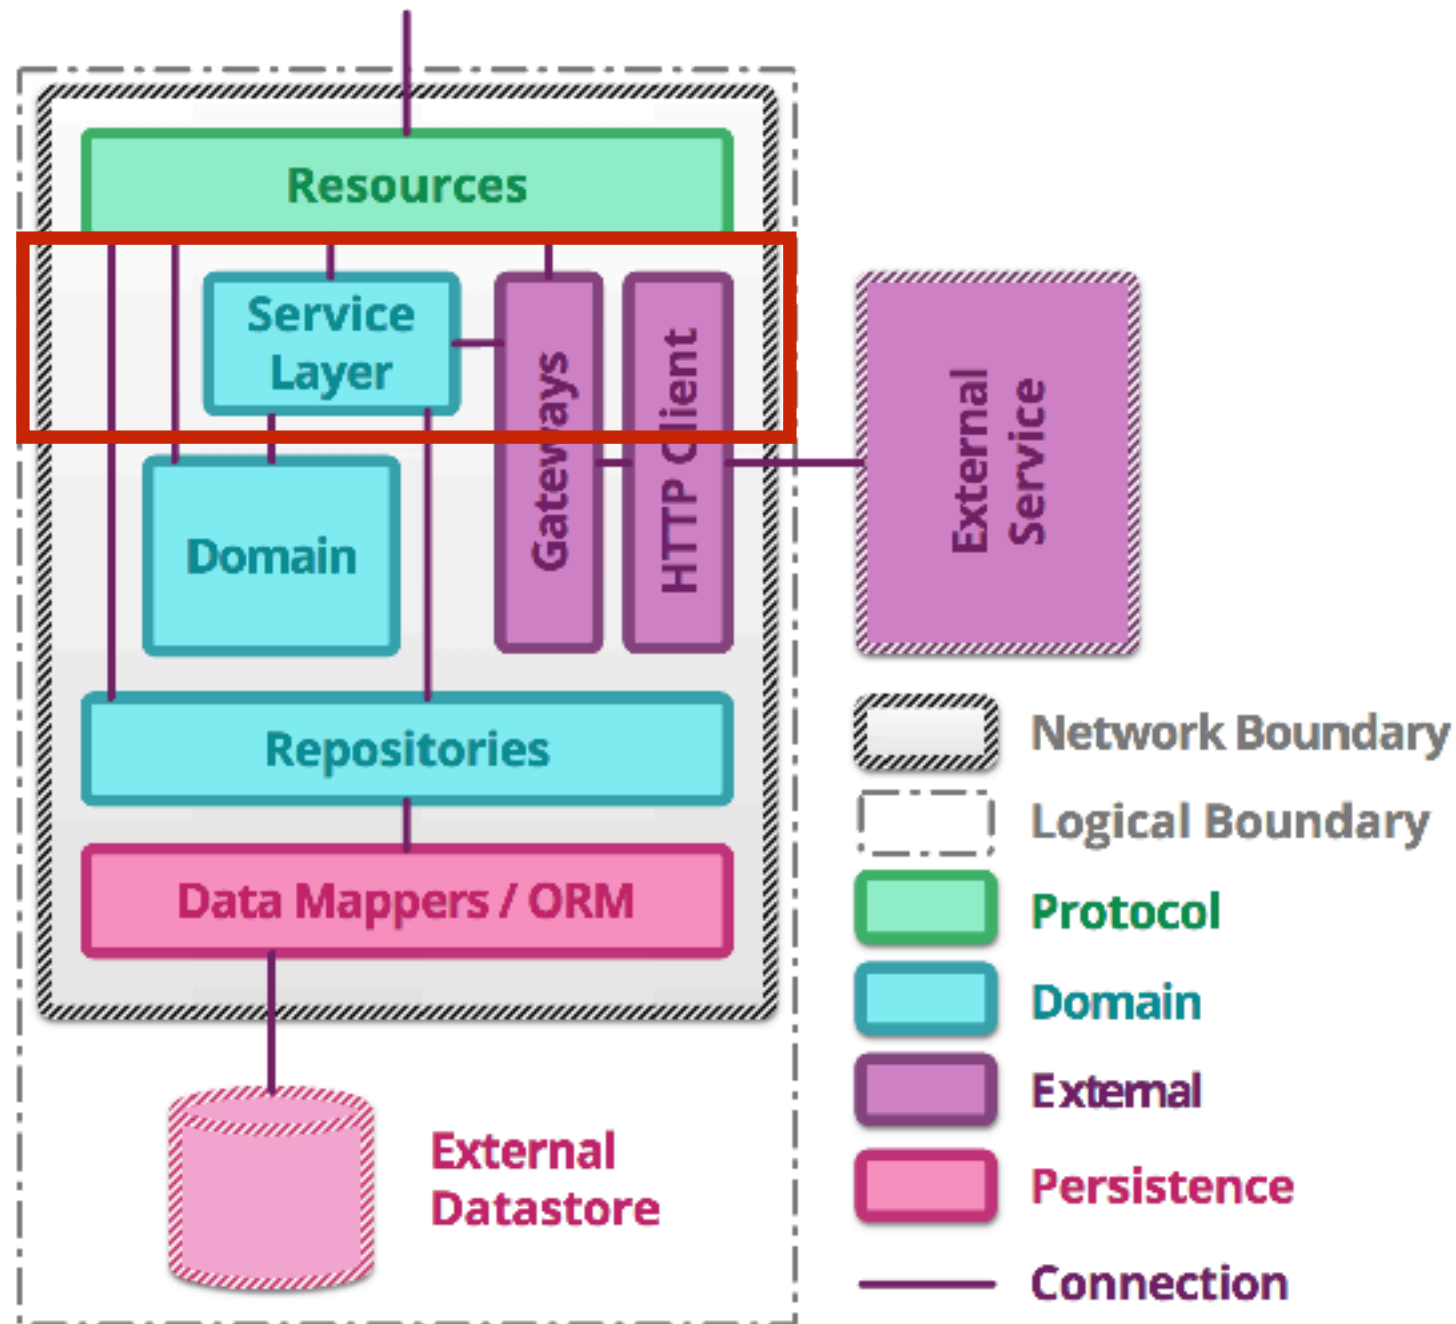 Resources
Service
Layer
Gateways
HTTP Client
External
Service
Domain
Repositories
Data Mappers / ORM
External
Datastore
Network Boundary
Logical Boundary
Protocol
Domain
External
Persistence
Connection